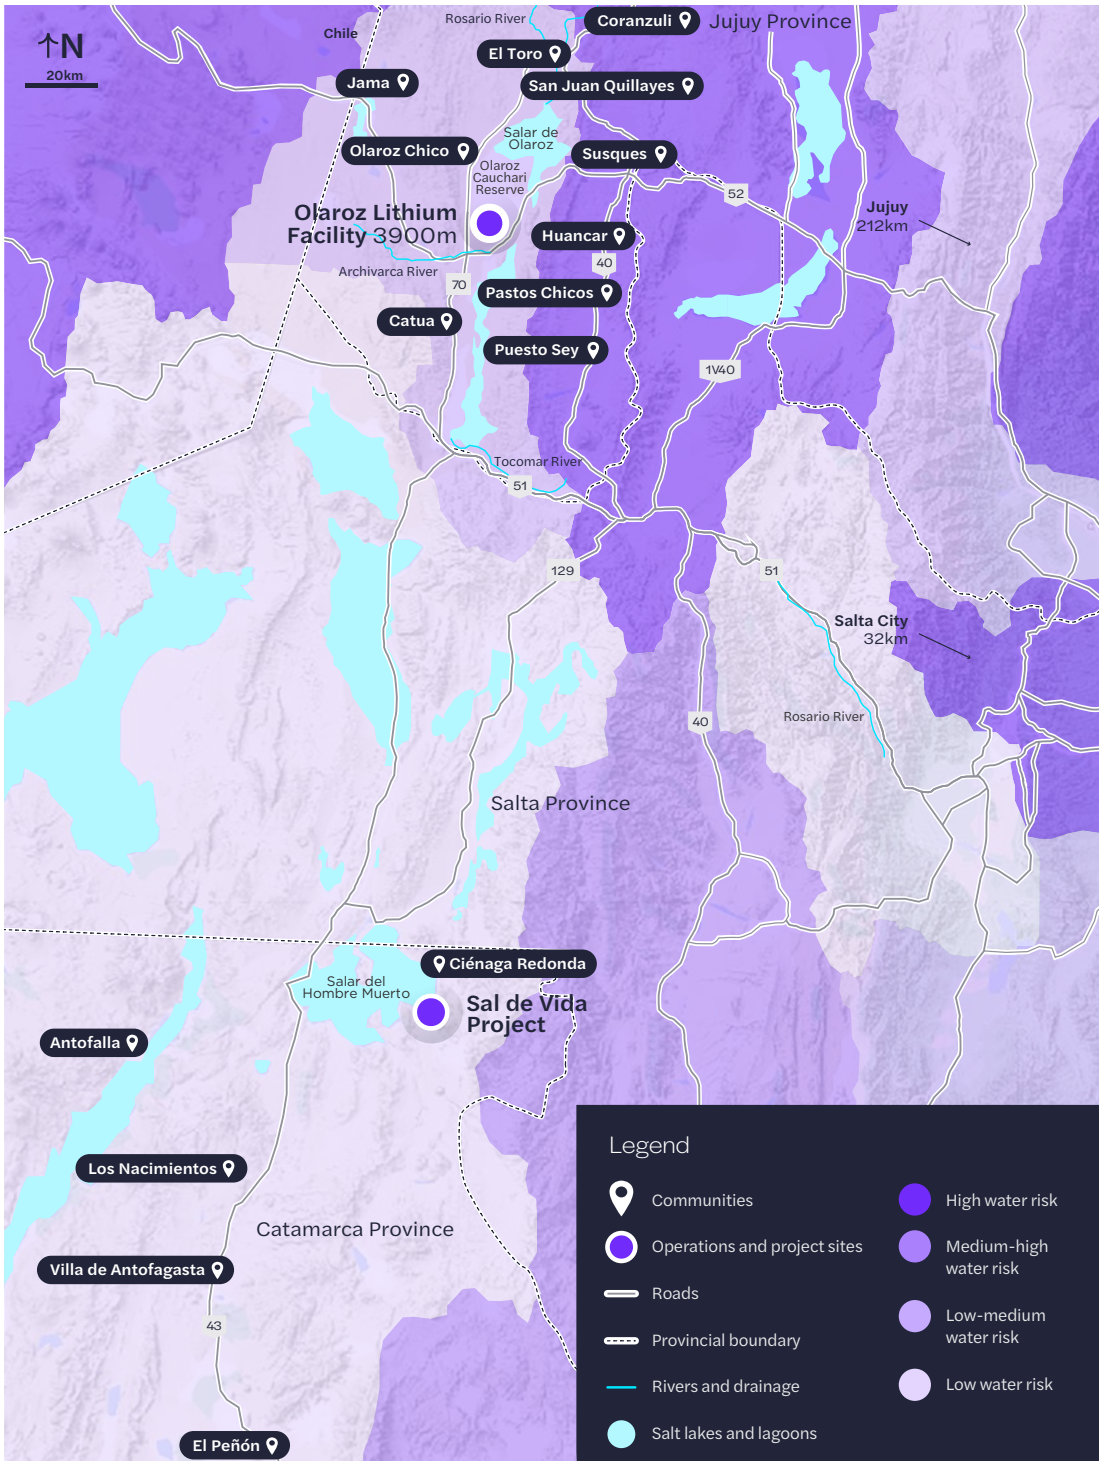 Rosario River
Coranzuli
Jujuy Province
Chile
N
20km
El Toro
Jama
San Juan Quillayes
Salar de
Olaroz
Olaroz Chico
Susques
Olaroz
Cauchari
Reserve
52
Olaroz Lithium
Facility 3900m
Jujuy
212km
Huancar
40
Archivarca River
70
Pastos Chicos
Catua
Puesto Sey
1V40
Tocomar River
51
129
51
Salta City
32km
Rosario River
40
Salta Province
Ciénaga Redonda
Salar del
Hombre Muerto
Sal de Vida
Project
Antofalla
Los Nacimientos
Catamarca Province
Villa de Antofagasta
43
El Peñón
Legend
Communities
Operations and project sites
Roads
Provincial boundary
Rivers and drainage
Salt lakes and lagoons
High water risk
Medium-high
water risk
Low-medium
water risk
Low water risk